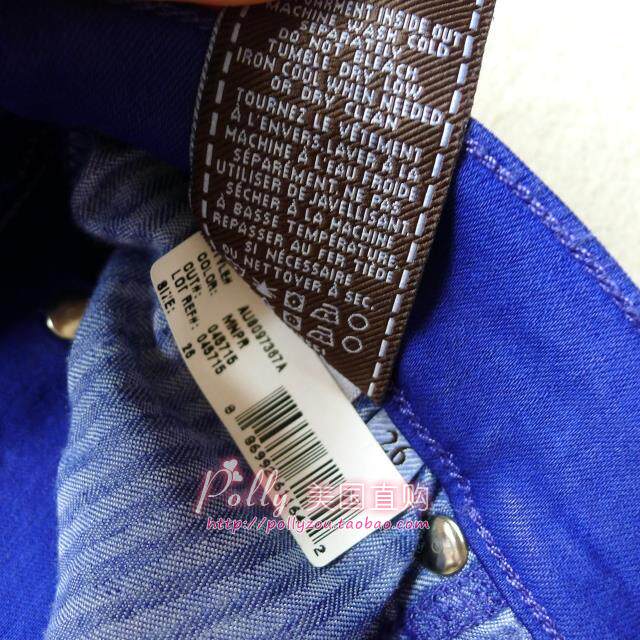 GARMENT INSIDE OUT
MACHINE WASH COLD
SEPARATELY
DO NOT BLEACH
TUMBLE DRY LOW
IRON COOL WHEN NEEDED
OR DRY CLEAN
TOURNEZ LE VÊTEMENT
À L'ENVERS, LAVER À LA
MACHINE À L'EAU FROIDE
SÉPARÉMENT, NE PAS
UTILISER DE JAVELLISANT,
SÉCHER À LA MACHINE
À BASSE TEMPÉRATURE
REPASSER AU FER TIÈDE
SI NÉCESSAIRE
NETTOYER À SEC
COLOR: MNPR
CUT#: 045715
LOT REF#: 045715
SIZE: 26
26
Polly 美国直购
http://pollyzou.taobao.com